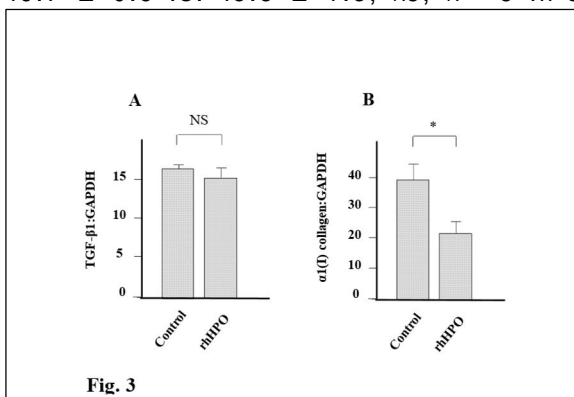 A
NS
TGF-β1:GAPDH
15
10
5
0
Control
rhHPO
B
*
α1(I) collagen:GAPDH
40
30
20
10
0
Control
rhHPO
Fig. 3